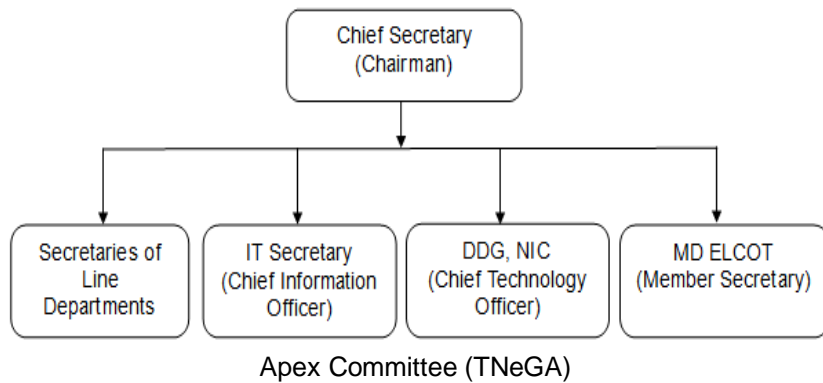 Chief Secretary
(Chairman)
Secretaries of
Line
Departments
IT Secretary
(Chief Information
Officer)
DDG, NIC
(Chief Technology
Officer)
MD ELCOT
(Member Secretary)
Apex Committee (TNeGA)